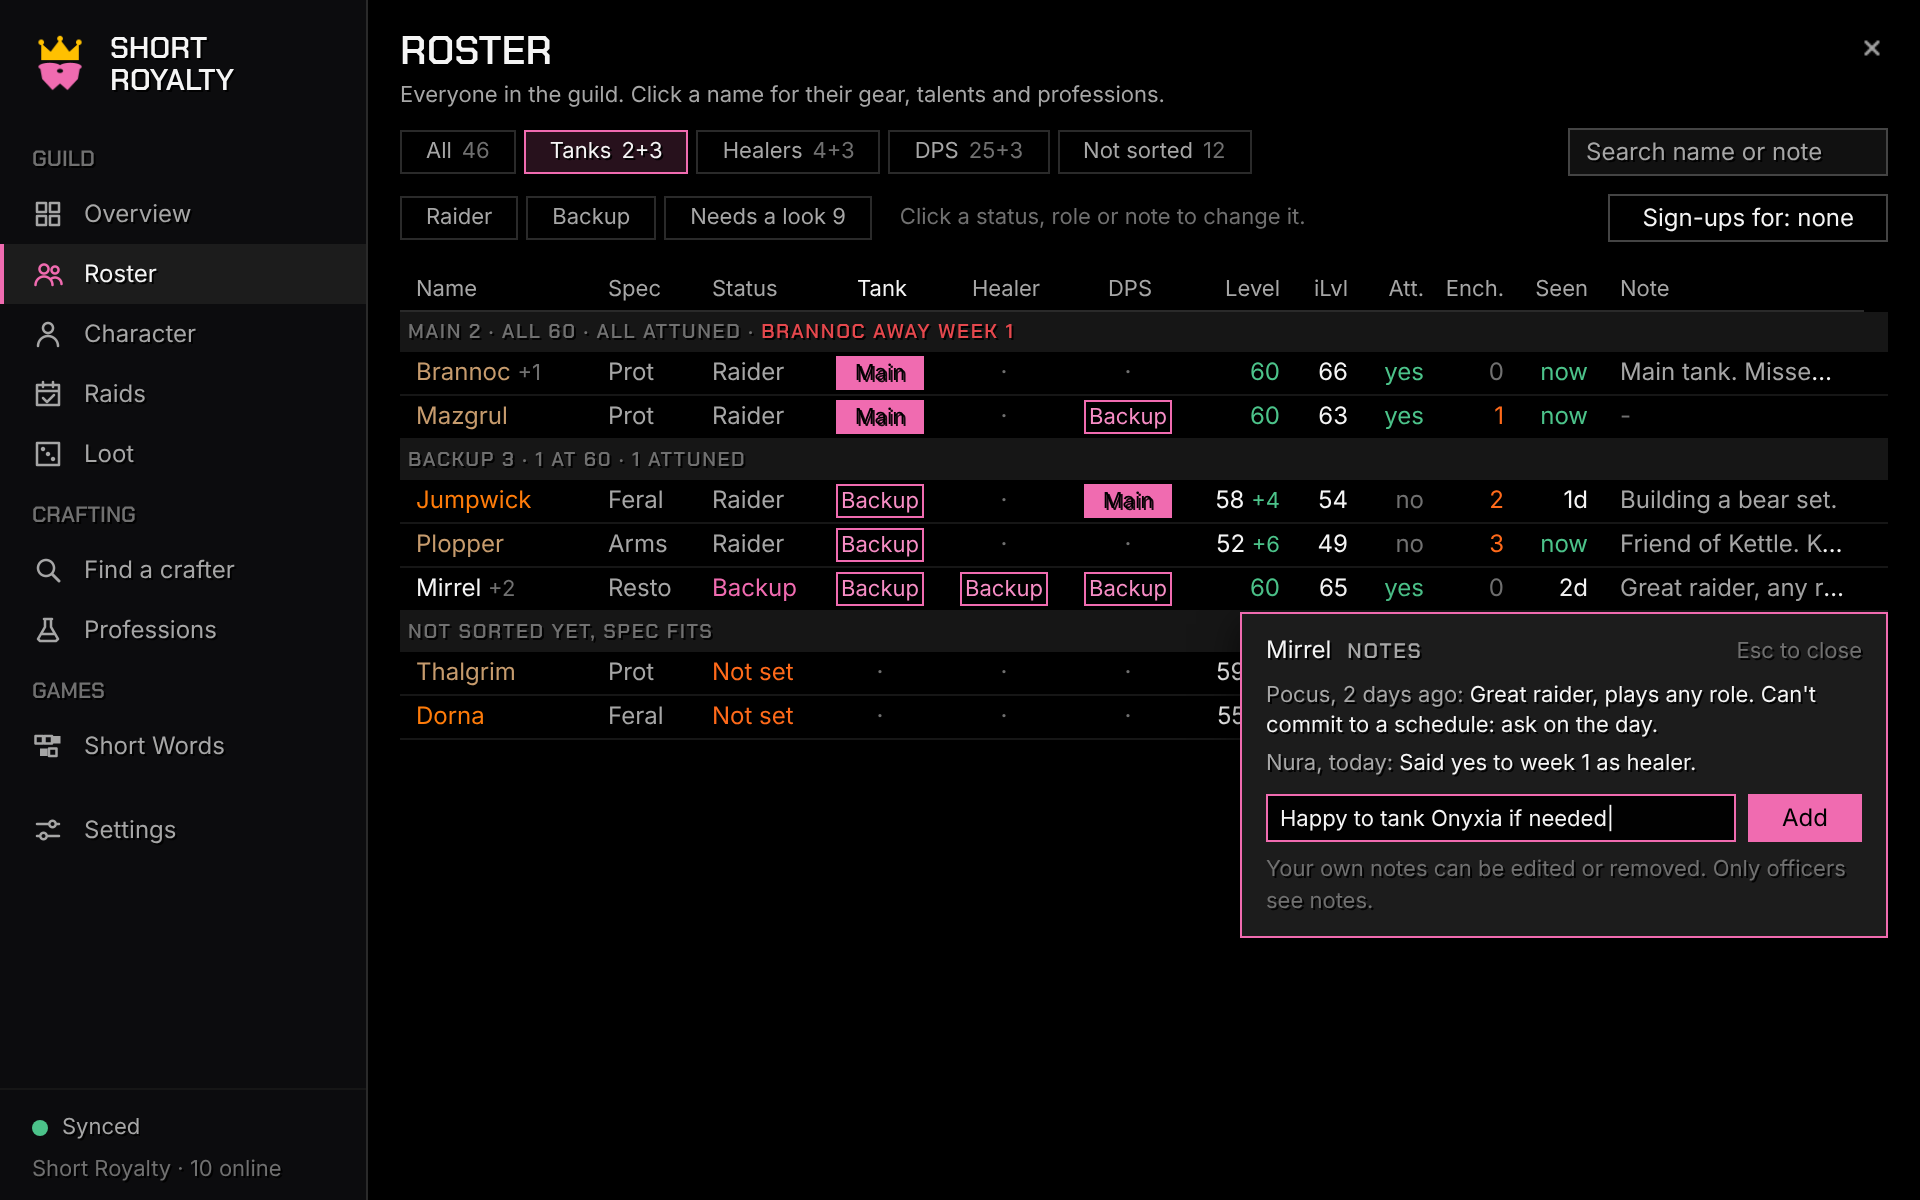 SHORT
ROYALTY
GUILD
Overview
Roster
Character
Raids
Loot
CRAFTING
Find a crafter
Professions
GAMES
Short Words
Settings
Synced
Short Royalty · 10 online
ROSTER
Everyone in the guild. Click a name for their gear, talents and professions.
All 46 Tanks 2+3 Healers 4+3 DPS 25+3 Not sorted 12 Search name or note
Raider Backup Needs a look 9 Click a status, role or note to change it. Sign-ups for: none
Name Spec Status Tank Healer DPS Level iLvl Att. Ench. Seen Note
MAIN 2 · ALL 60 · ALL ATTUNED · BRANNOC AWAY WEEK 1
Brannoc +1 Prot Raider Main · · 60 66 yes 0 now Main tank. Misse...
Mazgrul Prot Raider Main · Backup 60 63 yes 1 now -
BACKUP 3 · 1 AT 60 · 1 ATTUNED
Jumpwick Feral Raider Backup · Main 58 +4 54 no 2 1d Building a bear set.
Plopper Arms Raider Backup · · 52 +6 49 no 3 now Friend of Kettle. K...
Mirrel +2 Resto Backup Backup Backup Backup 60 65 yes 0 2d Great raider, any r...
NOT SORTED YET, SPEC FITS
Thalgrim Prot Not set · · · 59
Dorna Feral Not set · · · 55
Mirrel NOTES Esc to close
Pocus, 2 days ago: Great raider, plays any role. Can't
commit to a schedule: ask on the day.
Nura, today: Said yes to week 1 as healer.
Happy to tank Onyxia if needed
Add
Your own notes can be edited or removed. Only officers
see notes.